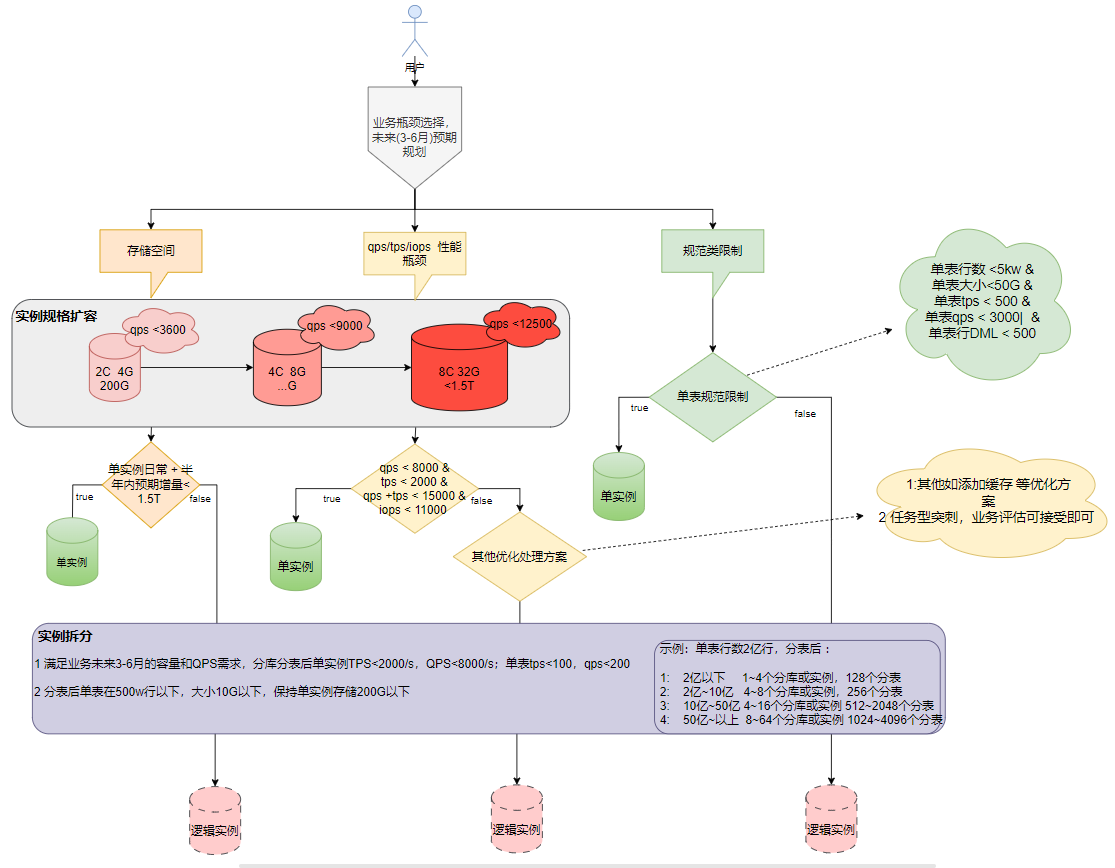 用户
业务瓶颈选择，
未来(3-6月)预期
规划
存储空间
qps/tps/iops 性能
瓶颈
规范类限制
单表行数 <5kw &
单表大小<50G &
单表tps < 500 &
单表qps < 3000| &
单表行DML < 500
实例规格扩容
qps <3600
qps <9000
qps <12500
2C 4G
200G
4C 8G
...G
8C 32G
<1.5T
单表规范限制
true
false
单实例
单实例日常 + 半
年内预期增量<
1.5T
true
false
单实例
qps < 8000 &
tps < 2000 &
qps +tps < 15000 &
iops < 11000
true
false
单实例
其他优化处理方案
1:其他如添加缓存 等优化方
案
2 任务型突刺，业务评估可接受即可
实例拆分
1 满足业务未来3-6月的容量和QPS需求，分库分表后单实例TPS<2000/s，QPS<8000/s；单表tps<100，qps<200
2 分表后单表在500w行以下，大小10G以下，保持单实例存储200G以下
示例：单表行数2亿行，分表后：
1: 2亿以下 1~4个分库或实例，128个分表
2: 2亿~10亿 4~8个分库或实例，256个分表
3: 10亿~50亿 4~16个分库或实例 512~2048个分表
4: 50亿~以上 8~64个分库或实例 1024~4096个分表
逻辑实例
逻辑实例
逻辑实例